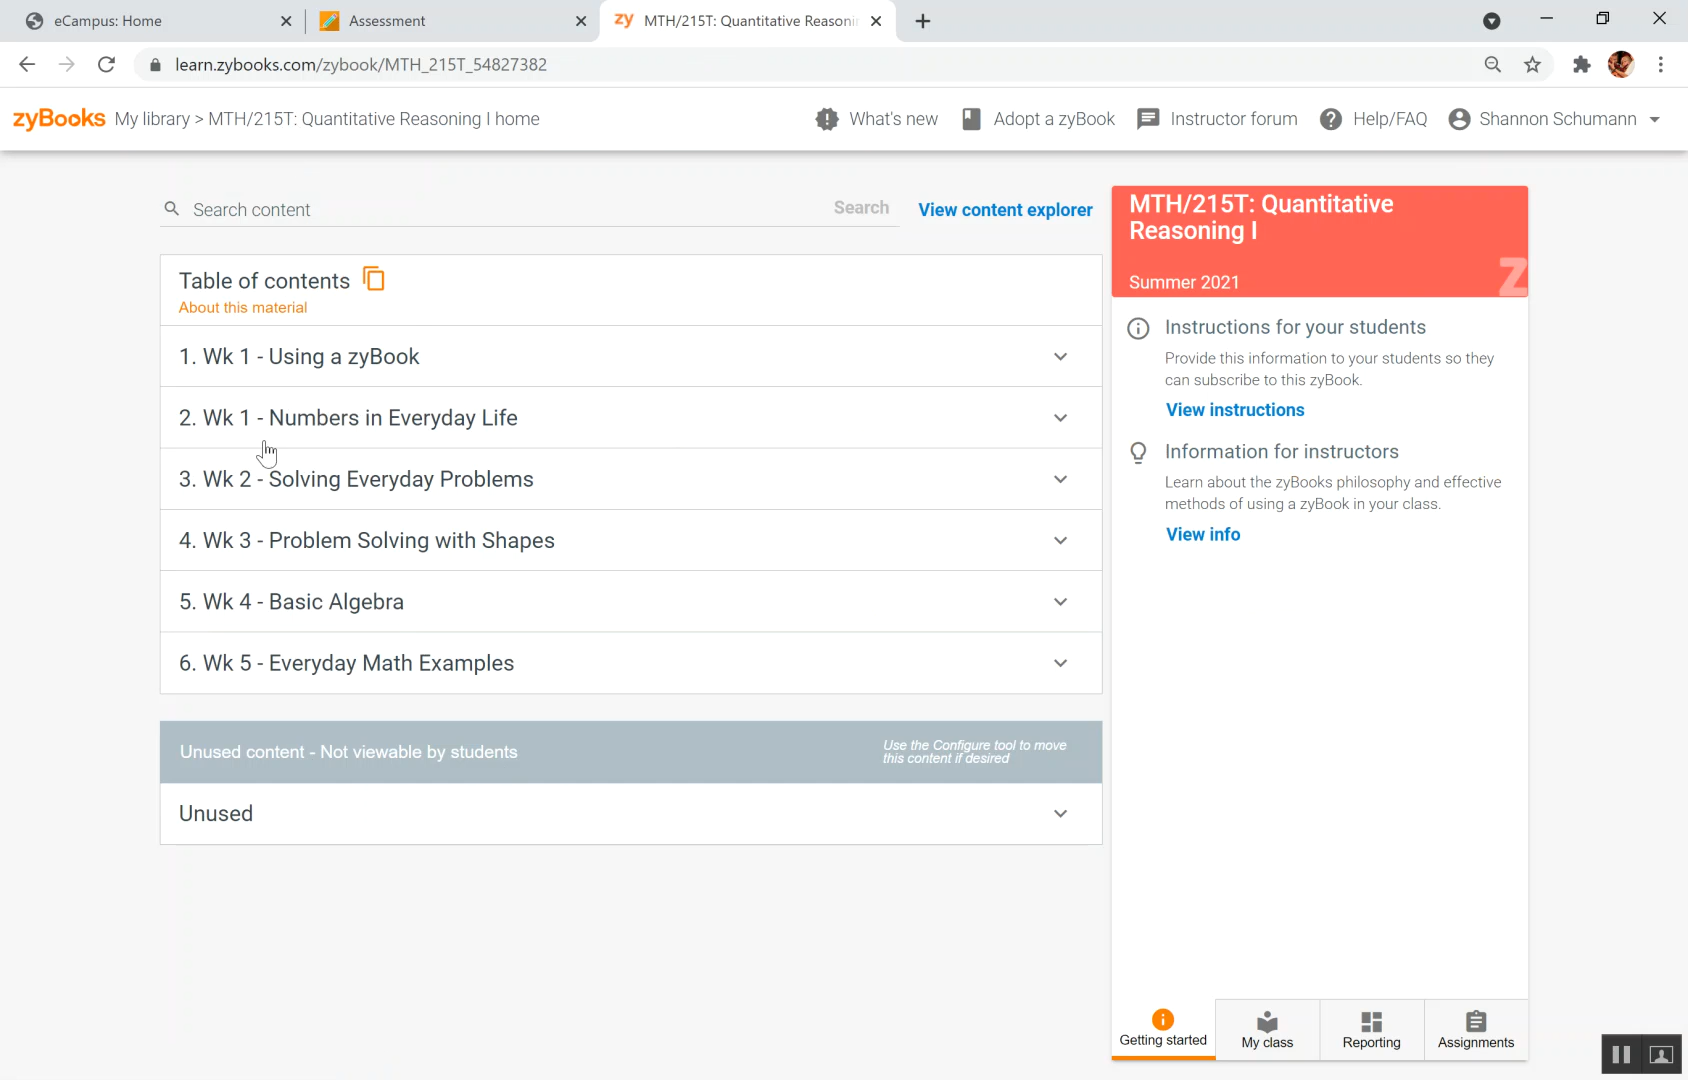 eCampus: Home
Assessment
zy MTH/215T: Quantitative Reasoni
learn.zybooks.com/zybook/MTH_215T_54827382
zyBooks My library > MTH/215T: Quantitative Reasoning I home
What's new
Adopt a zyBook
Instructor forum
Help/FAQ
Shannon Schumann
Search content
Search
View content explorer
Table of contents
About this material
1. Wk 1 - Using a zyBook
2. Wk 1 - Numbers in Everyday Life
3. Wk 2 - Solving Everyday Problems
4. Wk 3 - Problem Solving with Shapes
5. Wk 4 - Basic Algebra
6. Wk 5 - Everyday Math Examples
Unused content - Not viewable by students
Use the Configure tool to move
this content if desired
Unused
MTH/215T: Quantitative
Reasoning I
Summer 2021
Z
Instructions for your students
Provide this information to your students so they
can subscribe to this zyBook.
View instructions
Information for instructors
Learn about the zyBooks philosophy and effective
methods of using a zyBook in your class.
View info
Getting started
My class
Reporting
Assignments